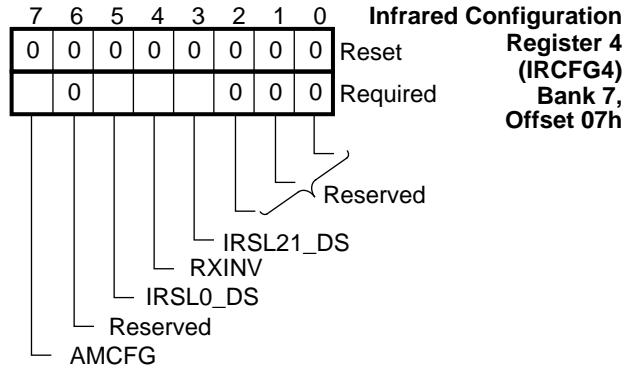 7 6 5 4 3 2 1 0
Infrared Configuration
Register 4
(IRCFG4)
Bank 7,
Offset 07h
0 0 0 0 0 0 0 0 Reset
0 0 0 0 Required
Reserved
IRSL21_DS
RXINV
IRSL0_DS
Reserved
AMCFG